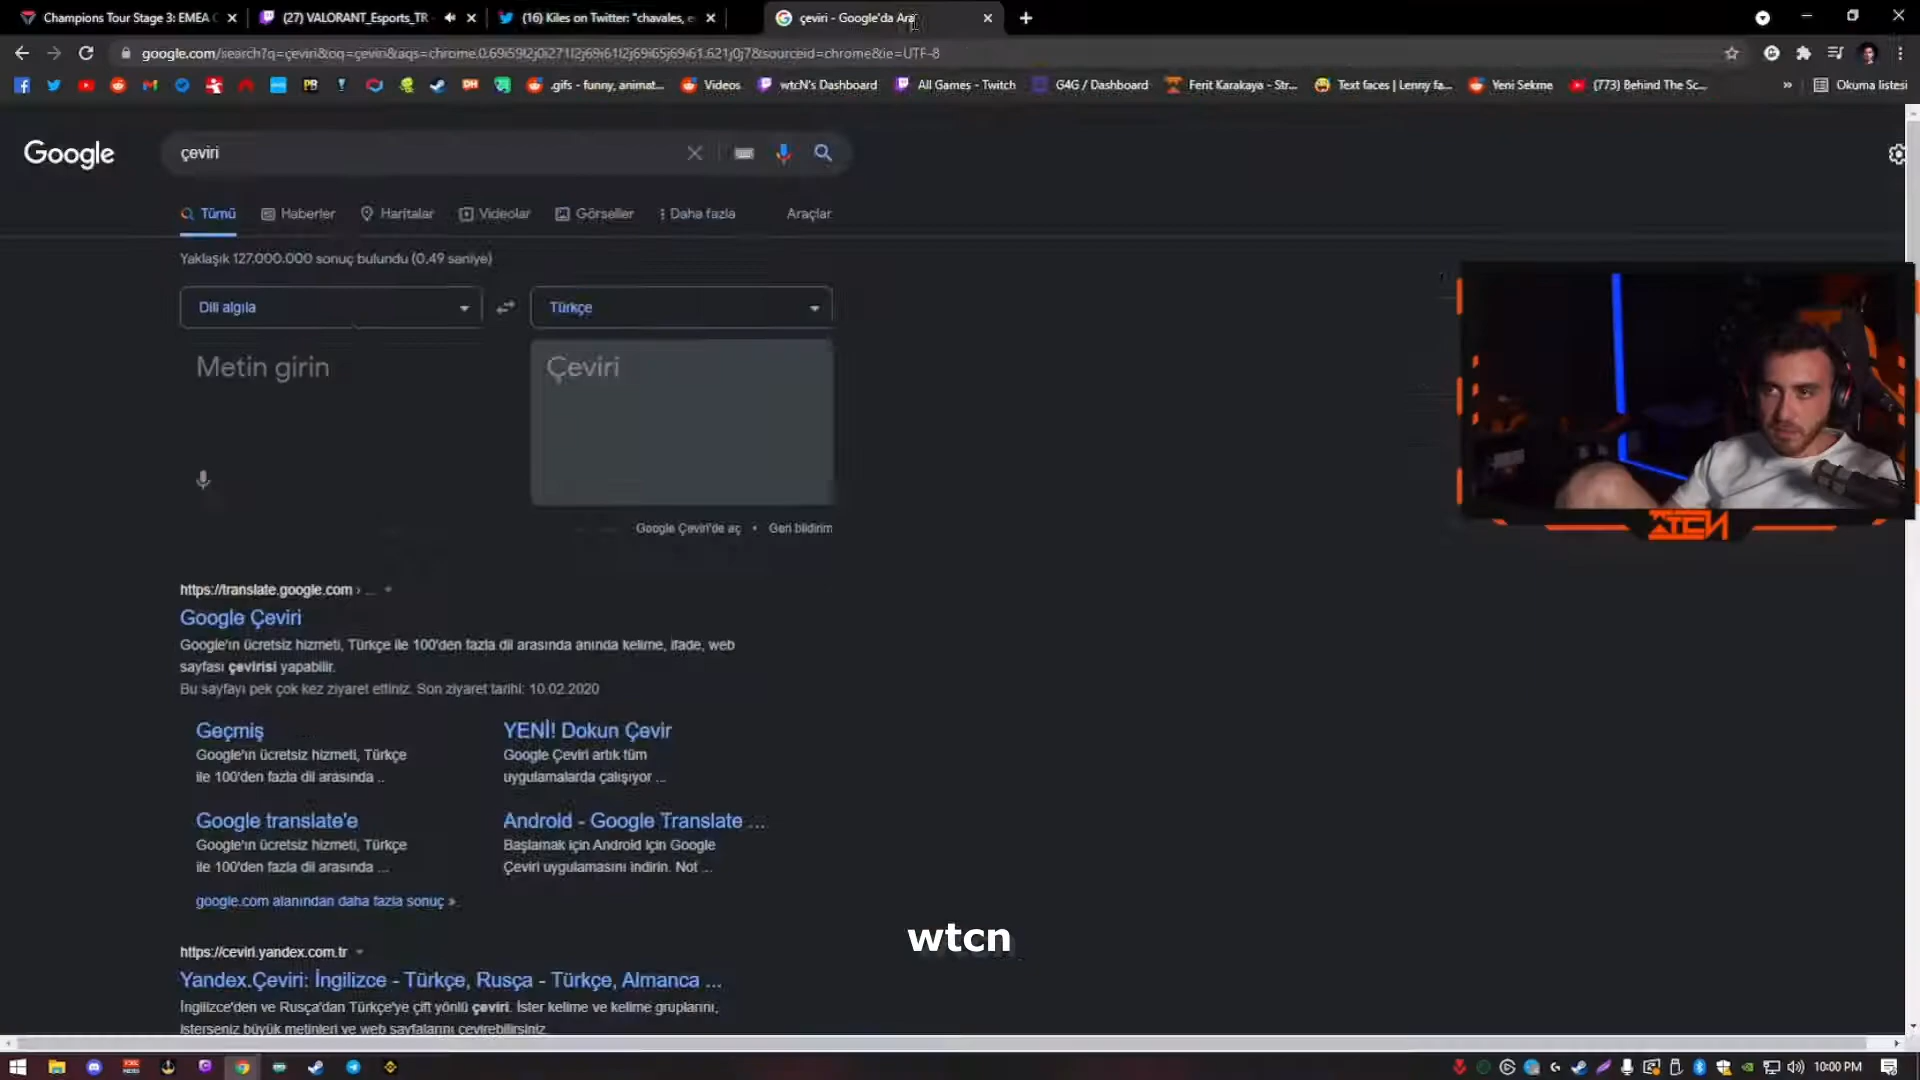 Champions Tour Stage 3: EMEA C
(27) VALORANT_Esports_TR
(16) Kiles on Twitter: "chavales, e
çeviri - Google'da Ara
google.com/search?q=çeviri&oq=çeviri&aqs=chrome.0.69i59l2j0i271l2j69i61l2j69i65j69i61.621j0j7&sourceid=chrome&ie=UTF-8
.gifs - funny, animat...
Videos
wtcN's Dashboard
All Games - Twitch
G4G / Dashboard
Ferit Karakaya - Str...
Text faces | Lenny fa...
Yeni Sekme
(773) Behind The Sc...
»
Okuma listesi
Google
çeviri
Tümü
Haberler
Haritalar
Videolar
Görseller
Daha fazla
Araçlar
Yaklaşık 127.000.000 sonuç bulundu (0,49 saniye)
Dili algıla
Türkçe
Metin girin
Çeviri
Google Çeviri'de aç • Geri bildirim
https://translate.google.com › ...
Google Çeviri
Google'ın ücretsiz hizmeti, Türkçe ile 100'den fazla dil arasında anında kelime, ifade, web
sayfası çevirisi yapabilir.
Bu sayfayı pek çok kez ziyaret ettiniz. Son ziyaret tarihi: 10.02.2020
Geçmiş
Google'ın ücretsiz hizmeti, Türkçe
ile 100'den fazla dil arasında ..
YENİ! Dokun Çevir
Google Çeviri artık tüm
uygulamalarda çalışıyor ...
Google translate'e
Google'ın ücretsiz hizmeti, Türkçe
ile 100'den fazla dil arasında ...
Android - Google Translate ...
Başlamak için Android için Google
Çeviri uygulamasını indirin. Not ...
google.com alanından daha fazla sonuç »
https://ceviri.yandex.com.tr
Yandex.Çeviri: İngilizce - Türkçe, Rusça - Türkçe, Almanca ...
İngilizce'den ve Rusça'dan Türkçe'ye çift yönlü çeviri. İster kelime ve kelime gruplarını,
isterseniz büyük metinleri ve web sayfalarını çevirebilirsiniz.
WTCN
wtcn
10:00 PM